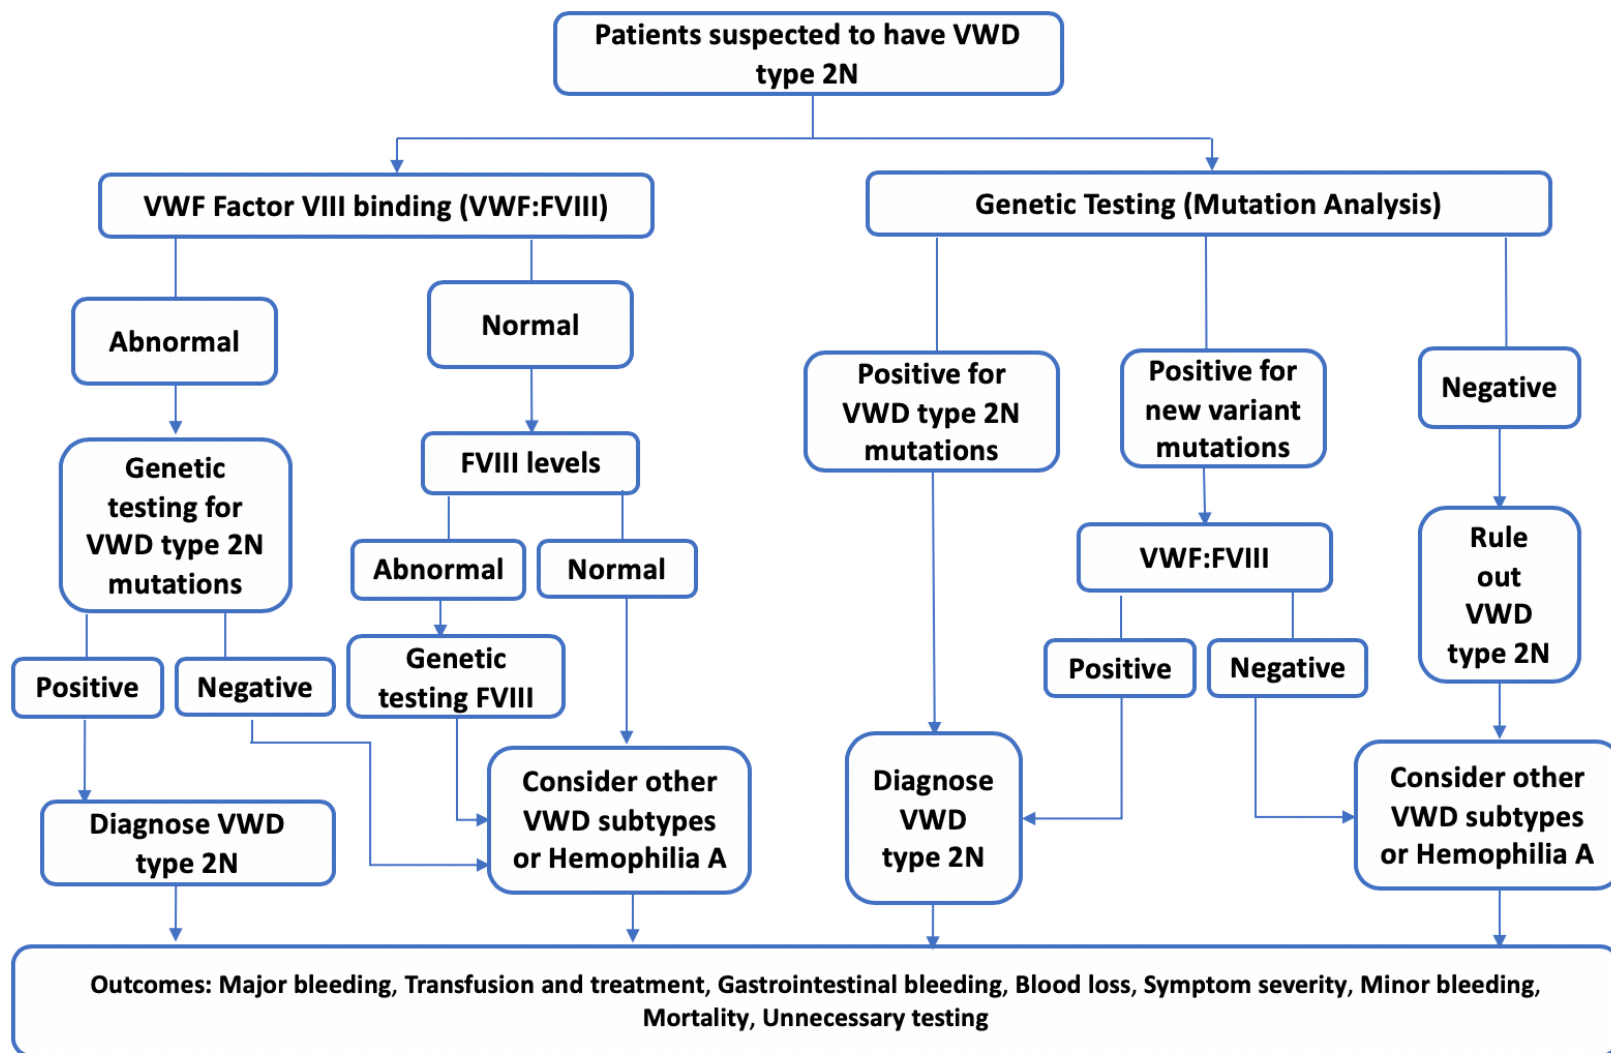 Patients suspected to have VWD
type 2N
VWF Factor VIII binding (VWF:FVIII)
Genetic Testing (Mutation Analysis)
Abnormal
Normal
Positive for
VWD type 2N
mutations
Positive for
new variant
mutations
Negative
Genetic
testing for
VWD type 2N
mutations
FVIII levels
Abnormal
Normal
VWF:FVIII
Rule
out
VWD
type 2N
Positive
Negative
Genetic
testing FVIII
Positive
Negative
Diagnose VWD
type 2N
Consider other
VWD subtypes
or Hemophilia A
Diagnose
VWD
type 2N
Consider other
VWD subtypes
or Hemophilia A
Outcomes: Major bleeding, Transfusion and treatment, Gastrointestinal bleeding, Blood loss, Symptom severity, Minor bleeding,
Mortality, Unnecessary testing